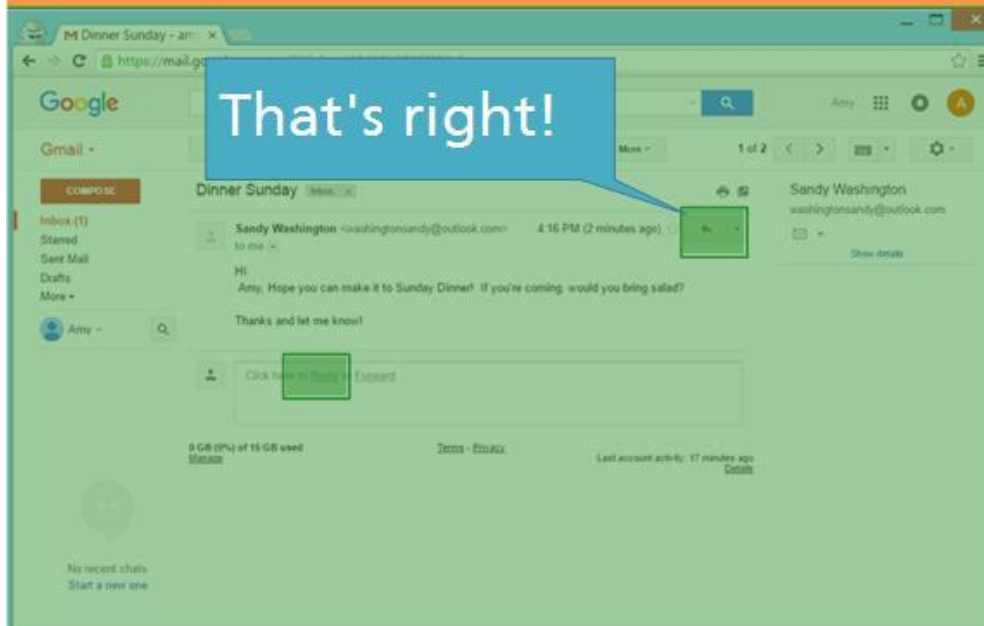 M Dinner Sunday - am
https://mail.go
That's right!
Google
Amy
A
Gmail
More
1 of 2
COMPOSE
Dinner Sunday Inbox x
Sandy Washington
washingtonsandy@outlook.com
Show details
Inbox (1)
Starred
Sent Mail
Drafts
More
Amy
Sandy Washington <washingtonsandy@outlook.com> 4:16 PM (2 minutes ago)
to me
HI
Amy, Hope you can make it to Sunday Dinner! If you're coming, would you bring salad?
Thanks and let me know!
Click here to Reply or Forward
0 GB (0%) of 15 GB used
Manage
Terms - Privacy
Last account activity: 17 minutes ago
Details
No recent chats
Start a new one